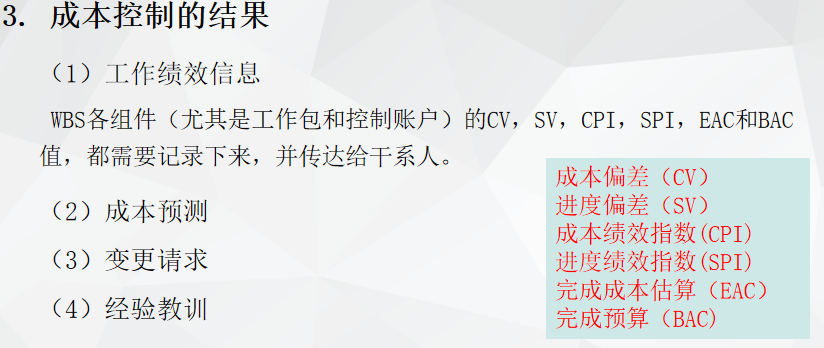 3. 成本控制的结果
（1）工作绩效信息
WBS各组件（尤其是工作包和控制账户）的CV，SV，CPI，SPI，EAC和BAC
值，都需要记录下来，并传达给干系人。
（2）成本预测
（3）变更请求
（4）经验教训
成本偏差（CV）
进度偏差（SV）
成本绩效指数(CPI)
进度绩效指数(SPI)
完成成本估算（EAC）
完成预算（BAC)